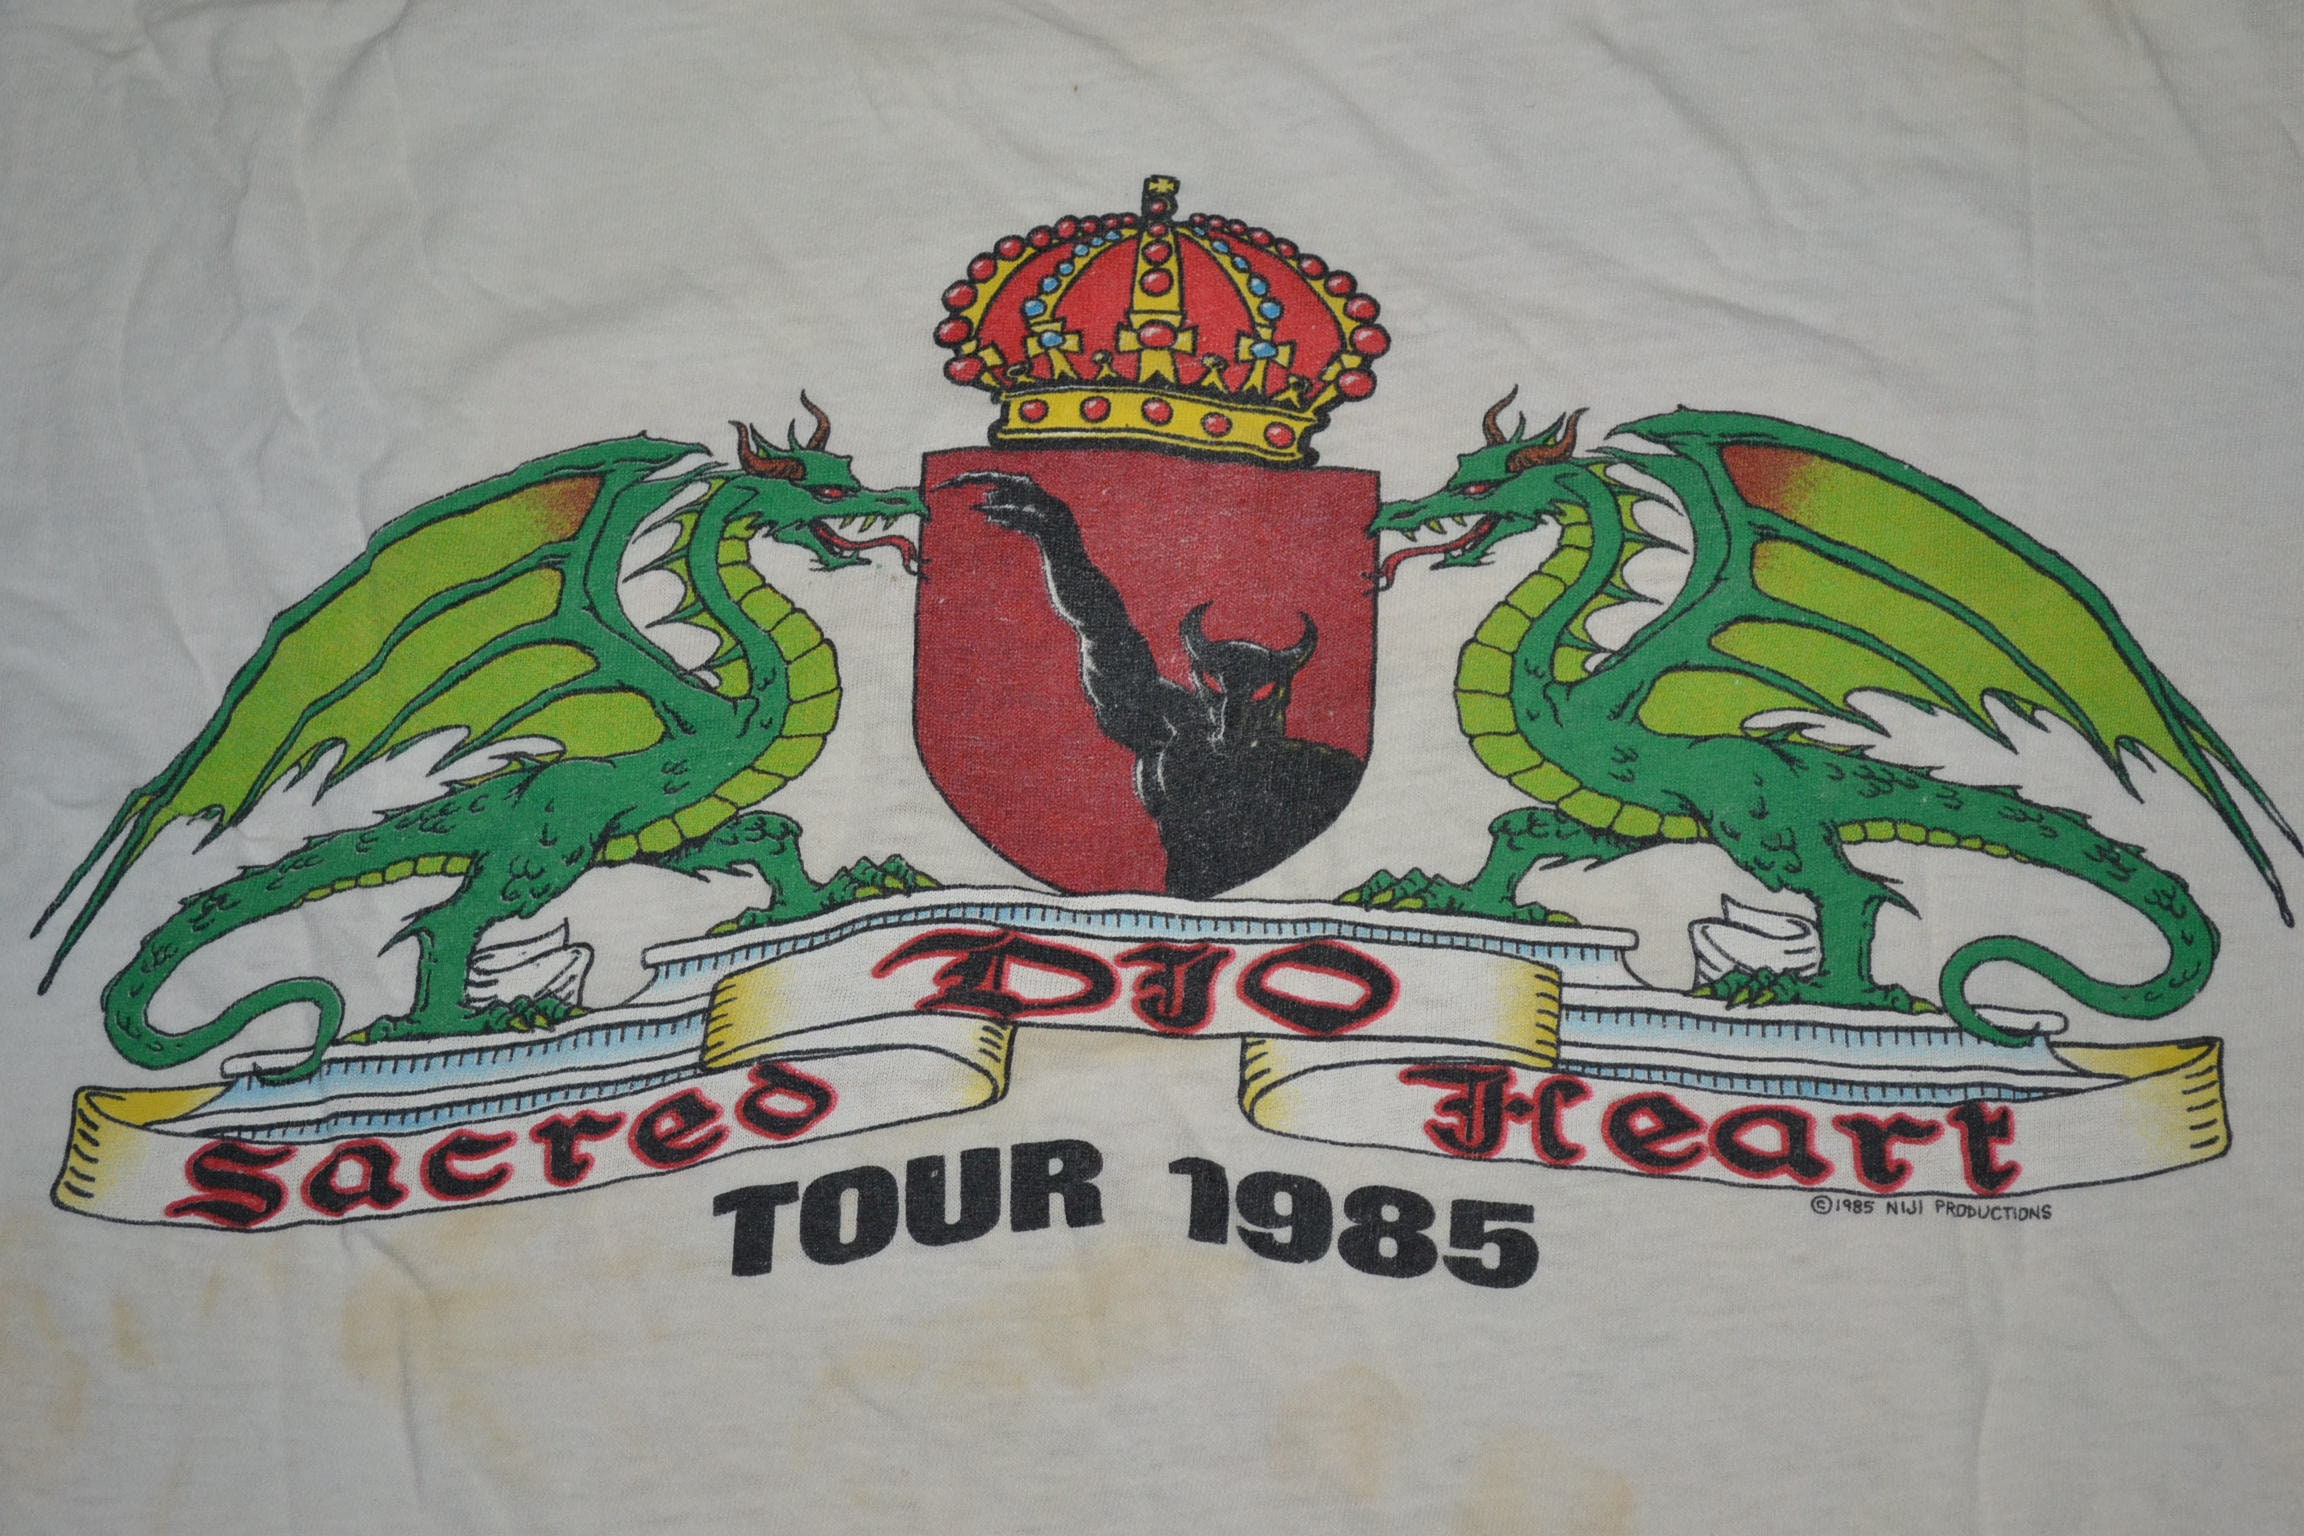 DIO
Sacred Heart
TOUR 1985
©1985 NIJI PRODUCTIONS